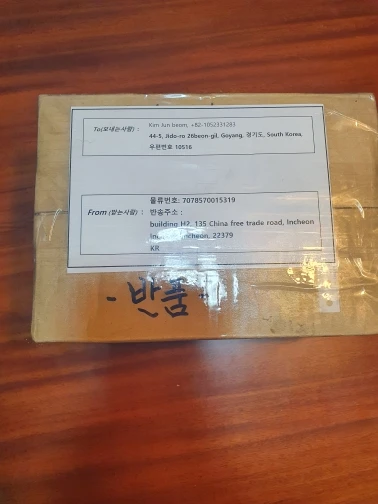 To(보내는사람) :
Kim Jun beom, +82-1052331283
44-5, Jido-ro 26beon-gil, Goyang, 경기도, South Korea,
우편번호 10516
From (받는사람) :
물류번호: 7078570015319
반송주소 :
building H2, 135 China free trade road, Incheon
Incheon, 22379
KR
- 반품 -